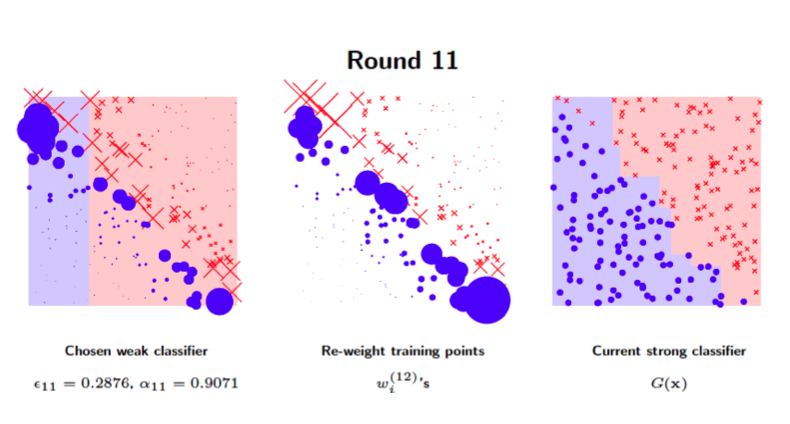 Round 11
Chosen weak classifier
Re-weight training points
Current strong classifier
ϵ₁₁ = 0.2876, α₁₁ = 0.9071
wᵢ⁽¹²⁾'s
G(x)